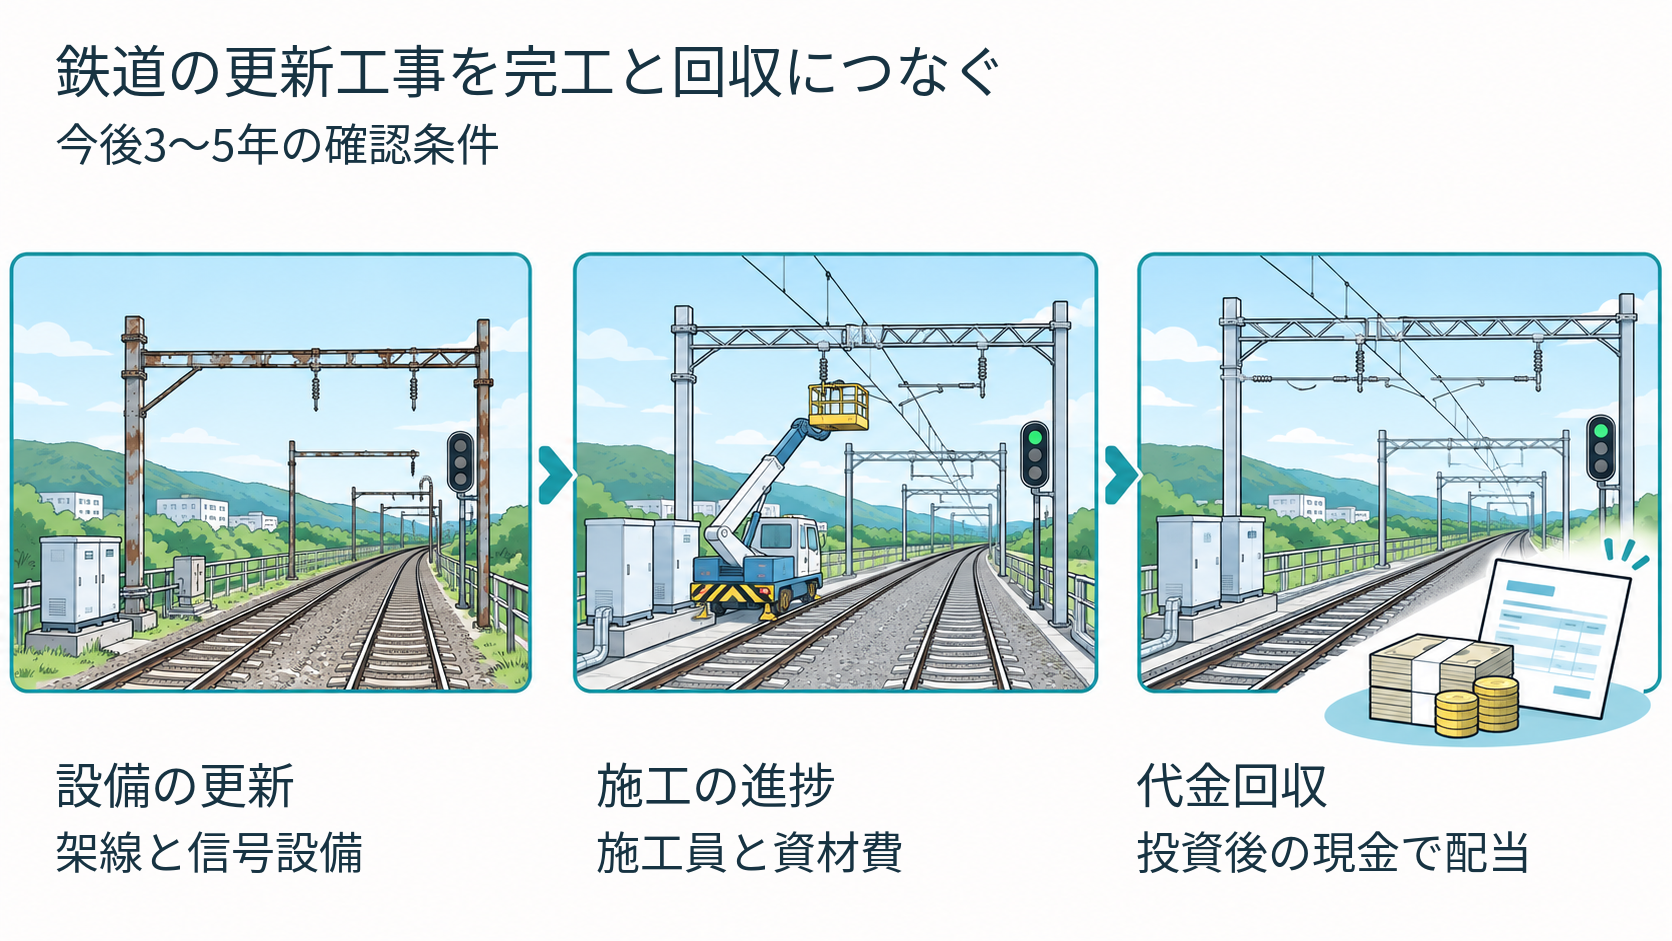 鉄道の更新工事を完工と回収につなぐ
今後3〜5年の確認条件
設備の更新
架線と信号設備
施工の進捗
施工員と資材費
代金回収
投資後の現金で配当